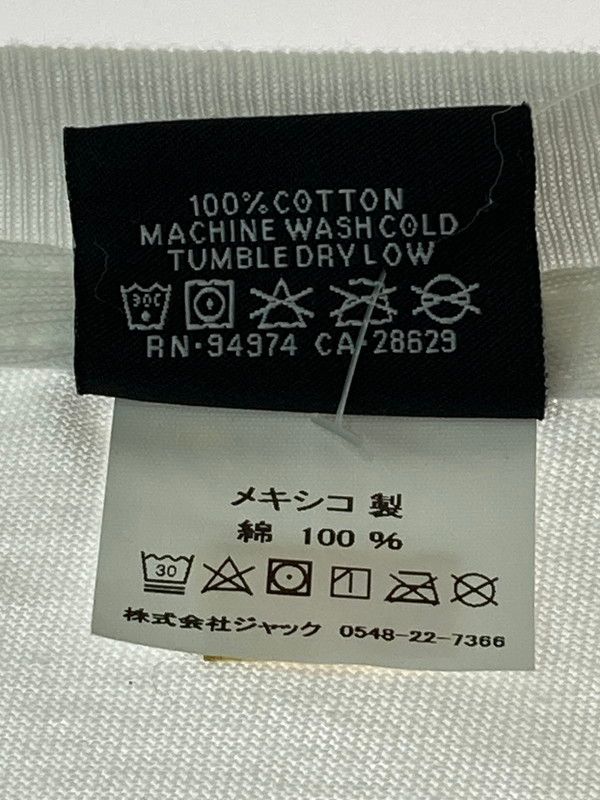 100% COTTON
MACHINE WASH COLD
TUMBLE DRY LOW
30C
RN·94974 CA·28629
メキシコ 製
綿 100 %
30
株式会社ジャック 0548-22-7366